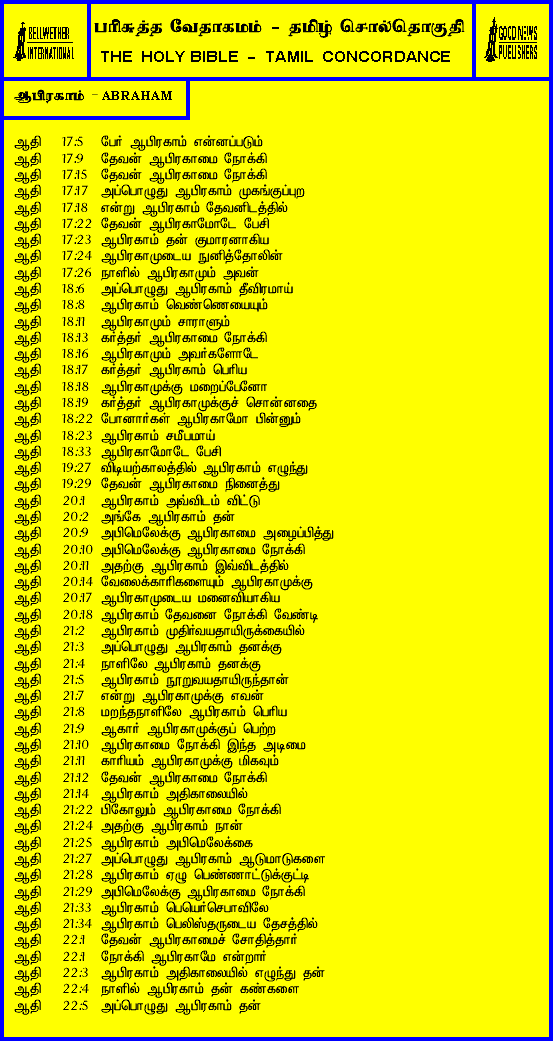 BELLWETHER
INTERNATIONAL
பரிசுத்த வேதாகமம் - தமிழ் சொல்தொகுதி
THE HOLY BIBLE - TAMIL CONCORDANCE
GOOD NEWS
PUBLISHERS
ஆபிரகாம் - ABRAHAM
ஆதி 17:5 பேர் ஆபிரகாம் என்னப்படும்
ஆதி 17:9 தேவன் ஆபிரகாமை நோக்கி
ஆதி 17:15 தேவன் ஆபிரகாமை நோக்கி
ஆதி 17:17 அப்பொழுது ஆபிரகாம் முகங்குப்புற
ஆதி 17:18 என்று ஆபிரகாம் தேவனிடத்தில்
ஆதி 17:22 தேவன் ஆபிரகாமோடே பேசி
ஆதி 17:23 ஆபிரகாம் தன் குமாரனாகிய
ஆதி 17:24 ஆபிரகாமுடைய நுனித்தோலின்
ஆதி 17:26 நாளில் ஆபிரகாமும் அவன்
ஆதி 18:6 அப்பொழுது ஆபிரகாம் தீவிரமாய்
ஆதி 18:8 ஆபிரகாம் வெண்ணெயையும்
ஆதி 18:11 ஆபிரகாமும் சாராளும்
ஆதி 18:13 கர்த்தர் ஆபிரகாமை நோக்கி
ஆதி 18:16 ஆபிரகாமும் அவர்களோடே
ஆதி 18:17 கர்த்தர் ஆபிரகாம் பெரிய
ஆதி 18:18 ஆபிரகாமுக்கு மறைப்பேனோ
ஆதி 18:19 கர்த்தர் ஆபிரகாமுக்குச் சொன்னதை
ஆதி 18:22 போனார்கள் ஆபிரகாமோ பின்னும்
ஆதி 18:23 ஆபிரகாம் சமீபமாய்
ஆதி 18:33 ஆபிரகாமோடே பேசி
ஆதி 19:27 விடியற்காலத்தில் ஆபிரகாம் எழுந்து
ஆதி 19:29 தேவன் ஆபிரகாமை நினைத்து
ஆதி 20:1 ஆபிரகாம் அவ்விடம் விட்டு
ஆதி 20:2 அங்கே ஆபிரகாம் தன்
ஆதி 20:9 அபிமெலேக்கு ஆபிரகாமை அழைப்பித்து
ஆதி 20:10 அபிமெலேக்கு ஆபிரகாமை நோக்கி
ஆதி 20:11 அதற்கு ஆபிரகாம் இவ்விடத்தில்
ஆதி 20:14 வேலைக்காரிகளையும் ஆபிரகாமுக்கு
ஆதி 20:17 ஆபிரகாமுடைய மனைவியாகிய
ஆதி 20:18 ஆபிரகாம் தேவனை நோக்கி வேண்டி
ஆதி 21:2 ஆபிரகாம் முதிர்வயதாயிருக்கையில்
ஆதி 21:3 அப்பொழுது ஆபிரகாம் தனக்கு
ஆதி 21:4 நாளிலே ஆபிரகாம் தனக்கு
ஆதி 21:5 ஆபிரகாம் நூறுவயதாயிருந்தான்
ஆதி 21:7 என்று ஆபிரகாமுக்கு எவன்
ஆதி 21:8 மறந்தநாளிலே ஆபிரகாம் பெரிய
ஆதி 21:9 ஆகார் ஆபிரகாமுக்குப் பெற்ற
ஆதி 21:10 ஆபிரகாமை நோக்கி இந்த அடிமை
ஆதி 21:11 காரியம் ஆபிரகாமுக்கு மிகவும்
ஆதி 21:12 தேவன் ஆபிரகாமை நோக்கி
ஆதி 21:14 ஆபிரகாம் அதிகாலையில்
ஆதி 21:22 பிகோலும் ஆபிரகாமை நோக்கி
ஆதி 21:24 அதற்கு ஆபிரகாம் நான்
ஆதி 21:25 ஆபிரகாம் அபிமெலேக்கை
ஆதி 21:27 அப்பொழுது ஆபிரகாம் ஆடுமாடுகளை
ஆதி 21:28 ஆபிரகாம் ஏழு பெண்ணாட்டுக்குட்டி
ஆதி 21:29 அபிமெலேக்கு ஆபிரகாமை நோக்கி
ஆதி 21:33 ஆபிரகாம் பெயெர்செபாவிலே
ஆதி 21:34 ஆபிரகாம் பெலிஸ்தருடைய தேசத்தில்
ஆதி 22:1 தேவன் ஆபிரகாமைச் சோதித்தார்
ஆதி 22:1 நோக்கி ஆபிரகாமே என்றார்
ஆதி 22:3 ஆபிரகாம் அதிகாலையில் எழுந்து தன்
ஆதி 22:4 நாளில் ஆபிரகாம் தன் கண்களை
ஆதி 22:5 அப்பொழுது ஆபிரகாம் தன்